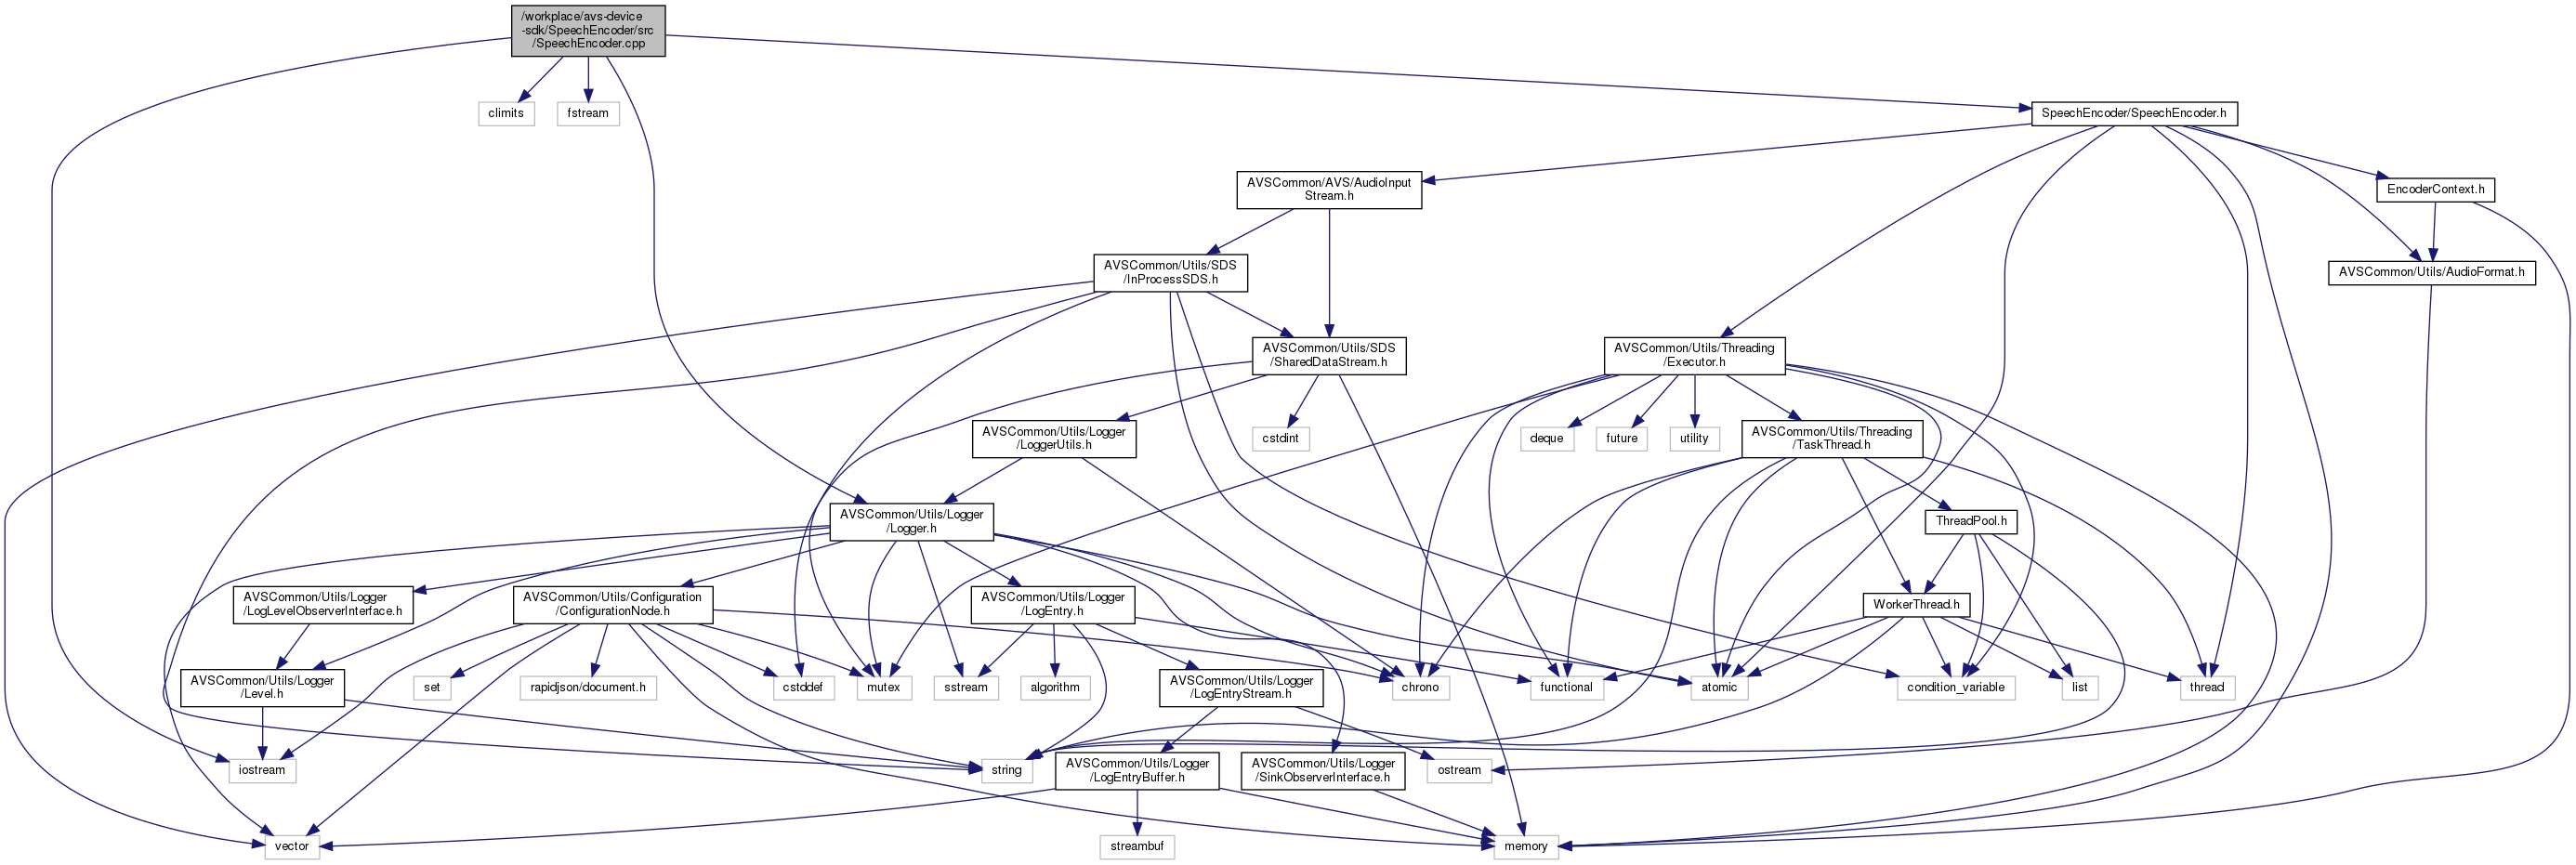 /workplace/avs-device
-sdk/SpeechEncoder/src
/SpeechEncoder.cpp
climits
fstream
SpeechEncoder/SpeechEncoder.h
AVSCommon/AVS/AudioInput
Stream.h
EncoderContext.h
AVSCommon/Utils/SDS
/InProcessSDS.h
AVSCommon/Utils/AudioFormat.h
AVSCommon/Utils/SDS
/SharedDataStream.h
AVSCommon/Utils/Threading
/Executor.h
AVSCommon/Utils/Logger
/LoggerUtils.h
cstdint
deque
future
utility
AVSCommon/Utils/Threading
/TaskThread.h
AVSCommon/Utils/Logger
/Logger.h
ThreadPool.h
AVSCommon/Utils/Logger
/LogLevelObserverInterface.h
AVSCommon/Utils/Configuration
/ConfigurationNode.h
AVSCommon/Utils/Logger
/LogEntry.h
WorkerThread.h
AVSCommon/Utils/Logger
/Level.h
set
rapidjson/document.h
cstddef
mutex
sstream
algorithm
AVSCommon/Utils/Logger
/LogEntryStream.h
chrono
functional
atomic
condition_variable
list
thread
iostream
string
AVSCommon/Utils/Logger
/LogEntryBuffer.h
AVSCommon/Utils/Logger
/SinkObserverInterface.h
ostream
vector
streambuf
memory